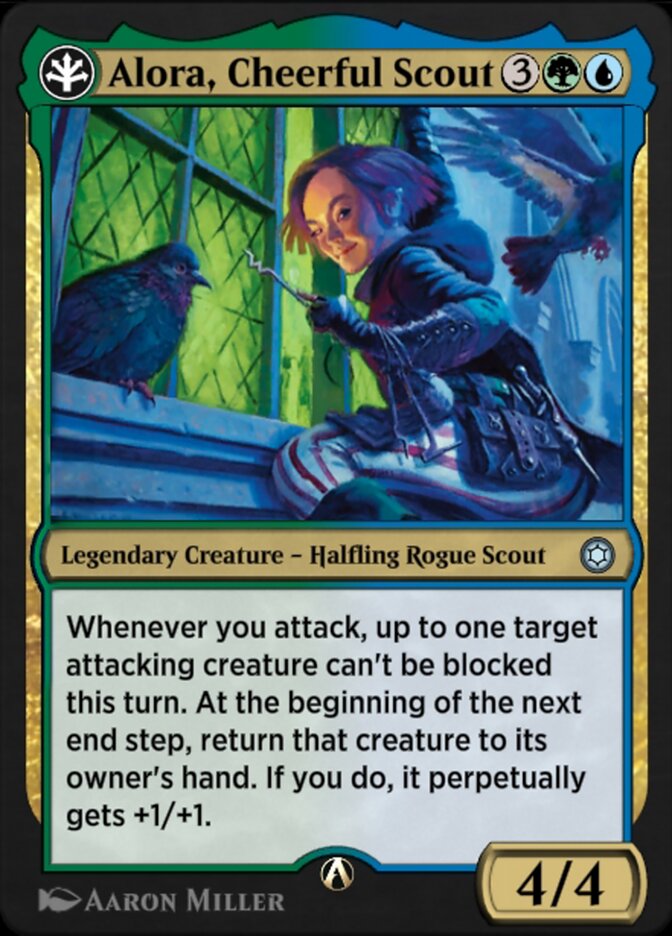 Alora, Cheerful Scout 3
Legendary Creature – Halfling Rogue Scout
Whenever you attack, up to one target
attacking creature can't be blocked
this turn. At the beginning of the next
end step, return that creature to its
owner's hand. If you do, it perpetually
gets +1/+1.
4/4
AARON MILLER